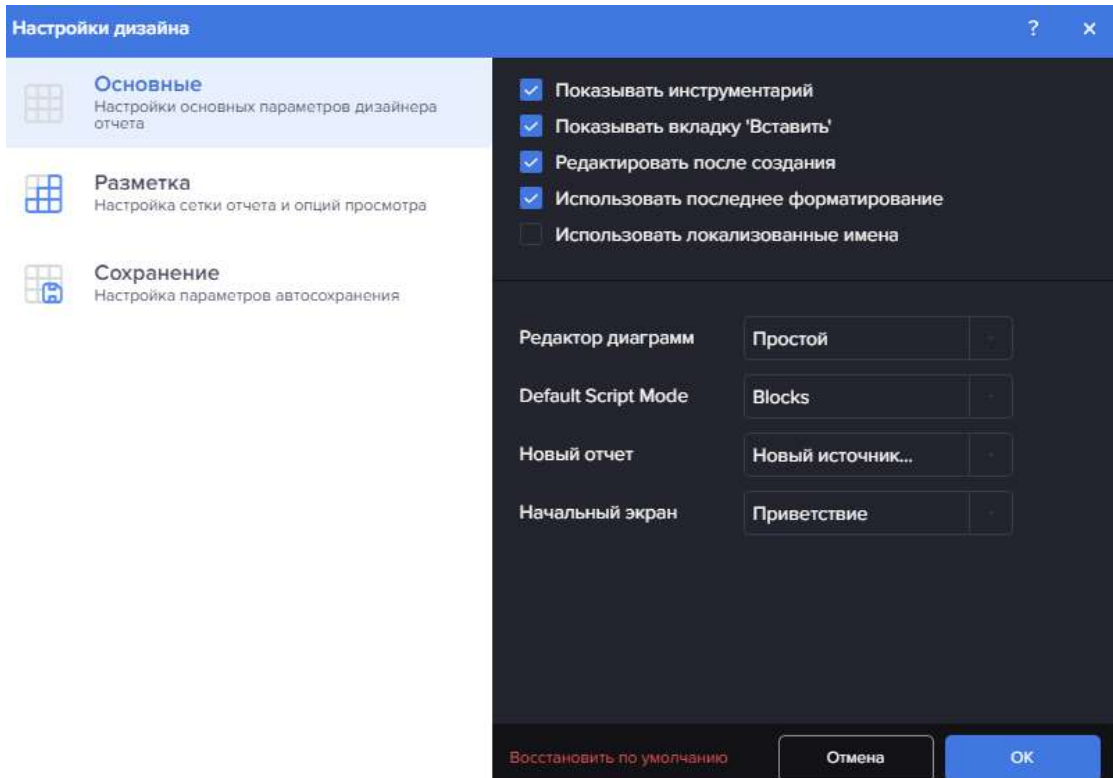 Настройки дизайна
?
×
Основные
Настройки основных параметров дизайнера
отчета
Разметка
Настройка сетки отчета и опций просмотра
Сохранение
Настройка параметров автосохранения
Показывать инструментарий
Показывать вкладку 'Вставить'
Редактировать после создания
Использовать последнее форматирование
Использовать локализованные имена
Редактор диаграмм Простой
Default Script Mode Blocks
Новый отчет Новый источник...
Начальный экран Приветствие
Восстановить по умолчанию Отмена OK